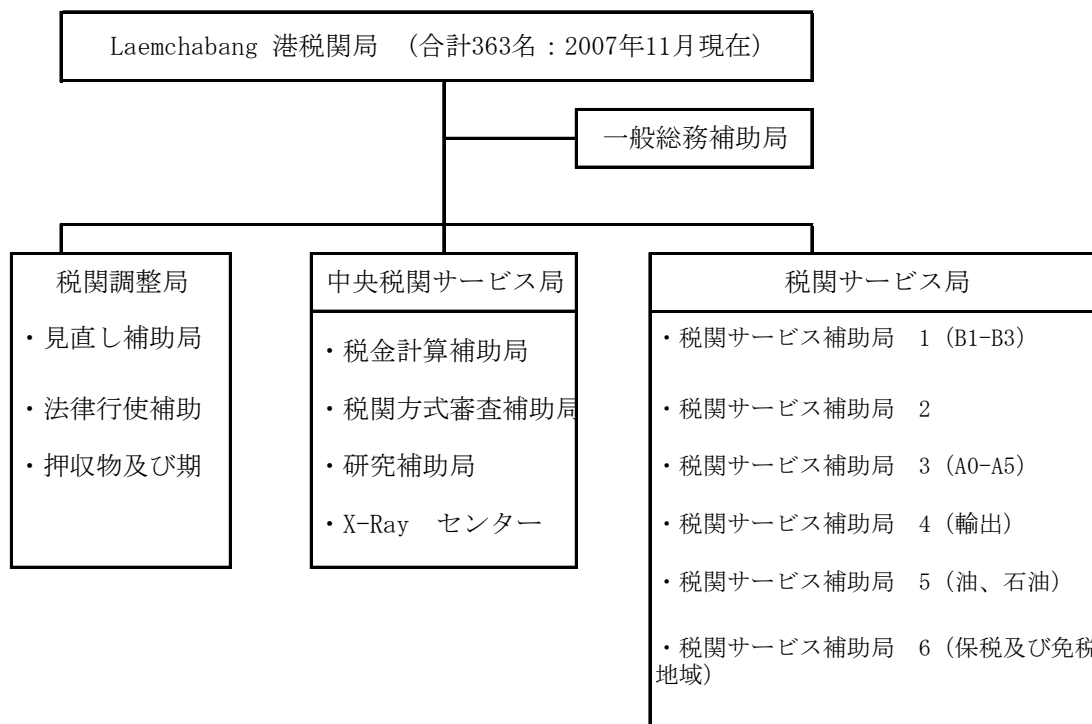 Laemchabang 港税関局 （合計363名：2007年11月現在）
一般総務補助局
税関調整局
・見直し補助局
・法律行使補助
・押収物及び期
中央税関サービス局
・税金計算補助局
・税関方式審査補助局
・研究補助局
・X-Ray　センター
税関サービス局
・税関サービス補助局　1（B1-B3）
・税関サービス補助局　2
・税関サービス補助局　3（A0-A5）
・税関サービス補助局　4（輸出）
・税関サービス補助局　5（油、石油）
・税関サービス補助局　6（保税及び免税
地域）